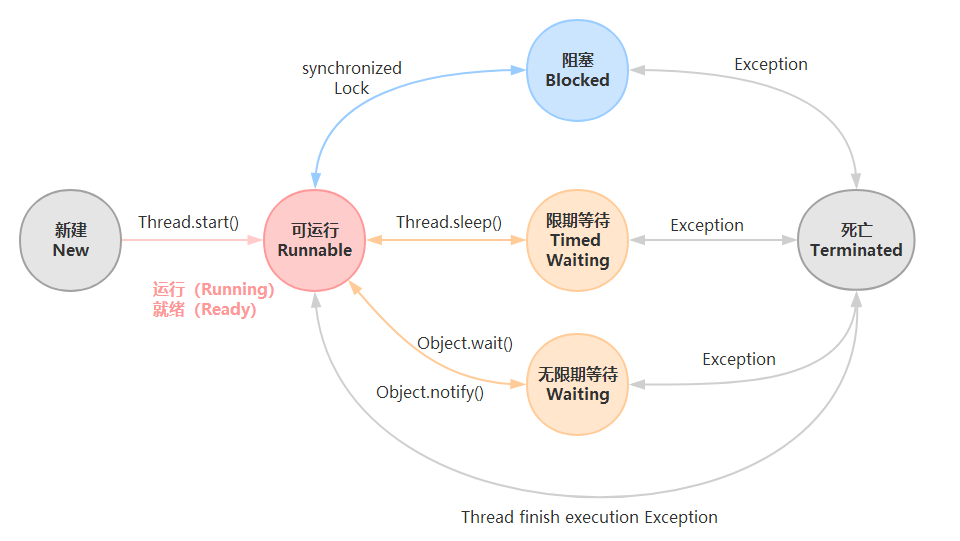 阻塞
Blocked
synchronized
Lock
Exception
新建
New
Thread.start()
可运行
Runnable
Thread.sleep()
限期等待
Timed
Waiting
Exception
死亡
Terminated
运行（Running）
就绪（Ready）
Object.wait()
Object.notify()
无限期等待
Waiting
Exception
Thread finish execution Exception